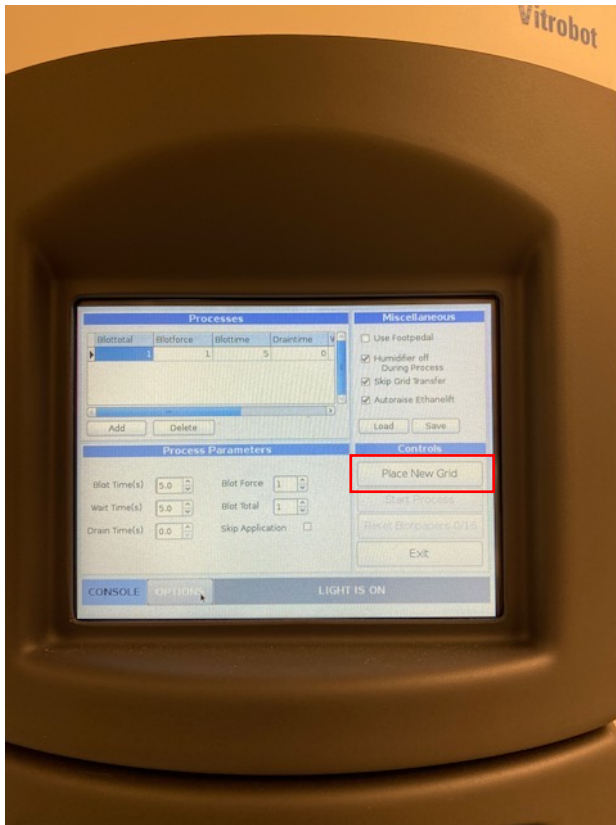 Vitrobot
Processes
Blottotal Blotforce Blottime Draintime W
1 1 5 0
Add Delete
Process Parameters
Blot Time(s) 5.0 Blot Force 1
Wait Time(s) 5.0 Blot Total 1
Drain Time(s) 0.0 Skip Application
Miscellaneous
Use Footpedal
Humidifier off
During Process
Skip Grid Transfer
Autoraise Ethanelift
Load Save
Controls
Place New Grid
Start Process
Reset Blotpapers 0/16
Exit
CONSOLE OPTIONS LIGHT IS ON